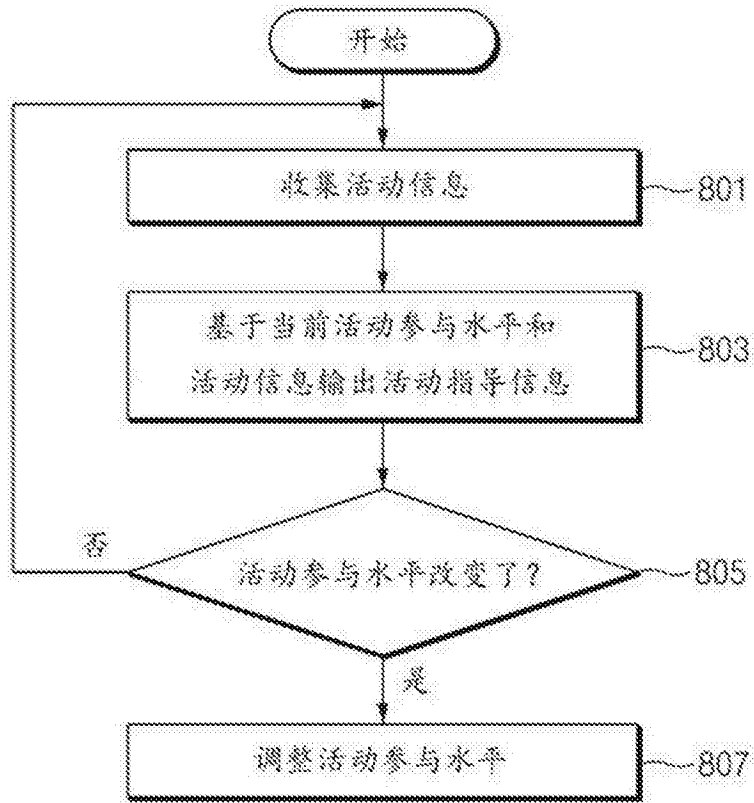 开始
收集活动信息
801
基于当前活动参与水平和
活动信息输出活动指导信息
803
否
活动参与水平改变了?
805
是
调整活动参与水平
807